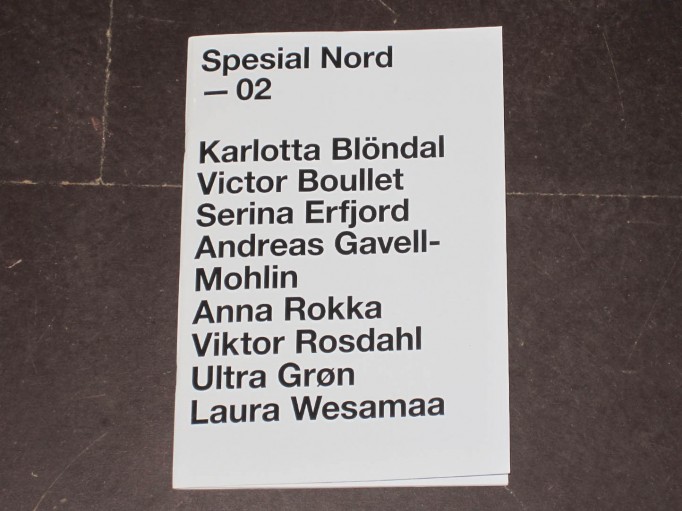 Spesial Nord
— 02
Karlotta Blöndal
Victor Boullet
Serina Erfjord
Andreas Gavell-
Mohlin
Anna Rokka
Viktor Rosdahl
Ultra Grøn
Laura Wesamaa